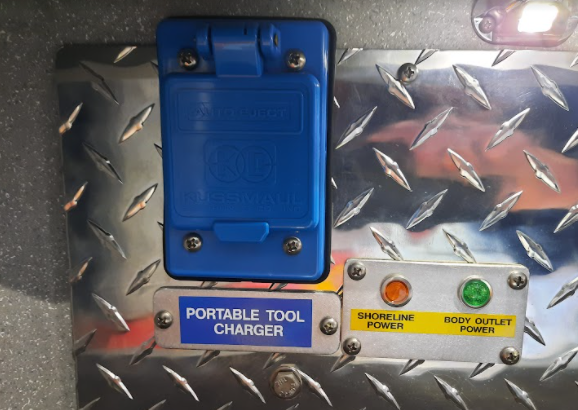 AUTO EJECT
KUSSMAUL
PORTABLE TOOL
CHARGER
SHORELINE
POWER
BODY OUTLET
POWER